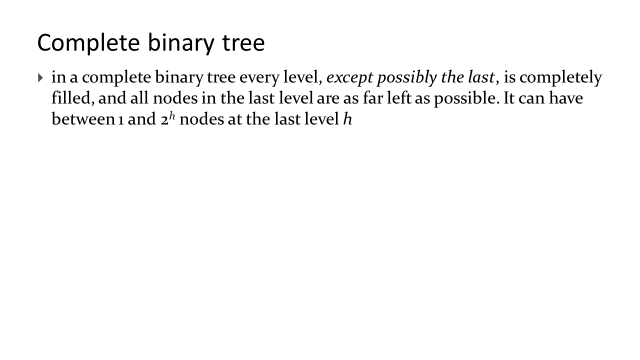 Complete binary tree
in a complete binary tree every level, except possibly the last, is completely
filled, and all nodes in the last level are as far left as possible. It can have
between 1 and 2ʰ nodes at the last level h